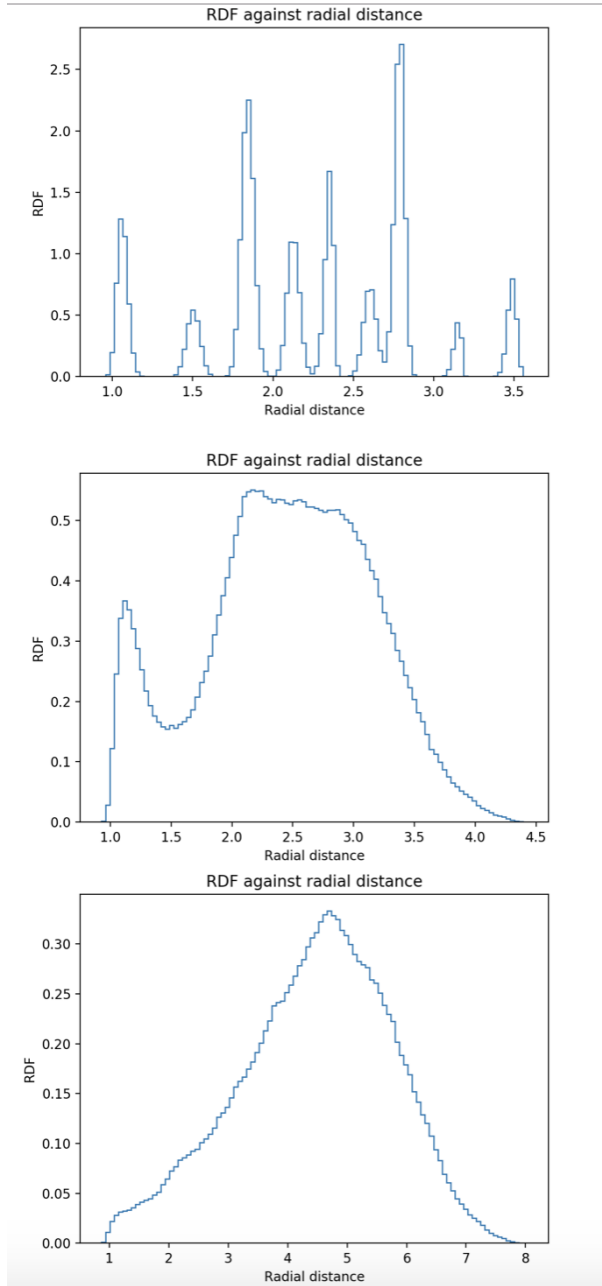 RDF against radial distance
2.5
2.0
1.5
1.0
0.5
0.0
RDF
1.0 1.5 2.0 2.5 3.0 3.5
Radial distance
RDF against radial distance
0.5
0.4
0.3
0.2
0.1
0.0
RDF
1.0 1.5 2.0 2.5 3.0 3.5 4.0 4.5
Radial distance
RDF against radial distance
0.30
0.25
0.20
0.15
0.10
0.05
0.00
RDF
1 2 3 4 5 6 7 8
Radial distance